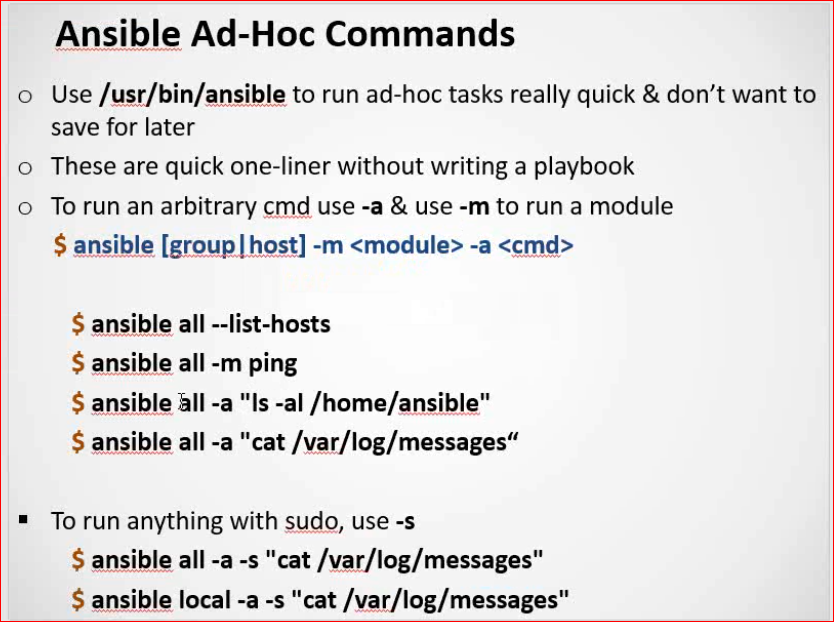 Ansible Ad-Hoc Commands
○ Use /usr/bin/ansible to run ad-hoc tasks really quick & don’t want to
save for later
○ These are quick one-liner without writing a playbook
○ To run an arbitrary cmd use -a & use -m to run a module
$ ansible [group|host] -m <module> -a <cmd>
$ ansible all --list-hosts
$ ansible all -m ping
$ ansible all -a "ls -al /home/ansible"
$ ansible all -a "cat /var/log/messages“
▪ To run anything with sudo, use -s
$ ansible all -a -s "cat /var/log/messages"
$ ansible local -a -s "cat /var/log/messages"